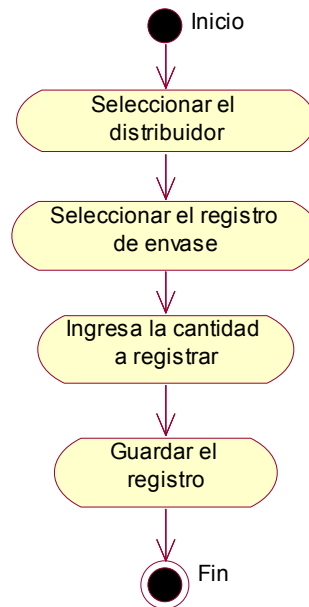 Inicio
Seleccionar el
distribuidor
Seleccionar el registro
de envase
Ingresa la cantidad
a registrar
Guardar el
registro
Fin